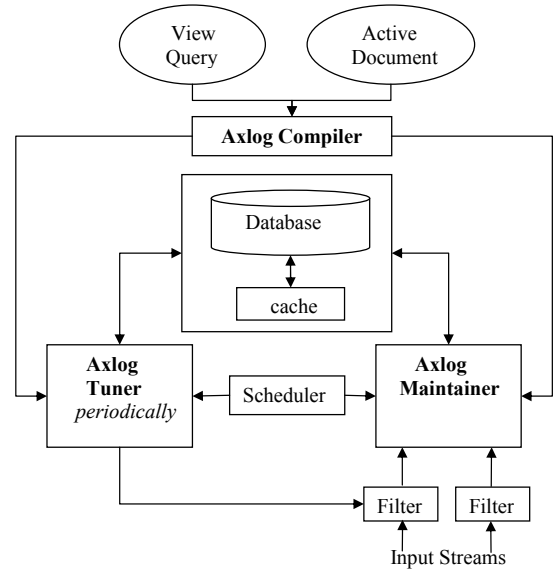 View
Query
Active
Document
Axlog Compiler
Database
cache
Axlog
Tuner
periodically
Scheduler
Axlog
Maintainer
Filter
Filter
Input Streams